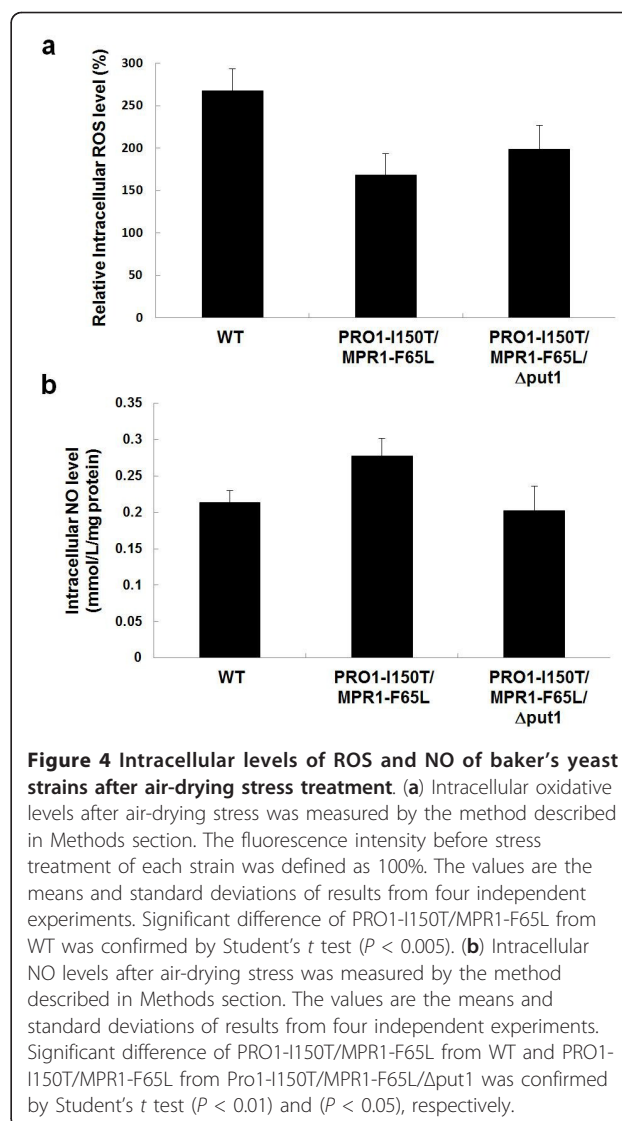 a
300
250
200
150
100
50
0
Relative Intracellular ROS level (%)
WT
PRO1-I150T/
MPR1-F65L
PRO1-I150T/
MPR1-F65L/
Δput1
b
0.35
0.3
0.25
0.2
0.15
0.1
0.05
0
Intracellular NO level
(mmol/L/mg protein)
WT
PRO1-I150T/
MPR1-F65L
PRO1-I150T/
MPR1-F65L/
Δput1
Figure 4 Intracellular levels of ROS and NO of baker's yeast
strains after air-drying stress treatment. (a) Intracellular oxidative
levels after air-drying stress was measured by the method described
in Methods section. The fluorescence intensity before stress
treatment of each strain was defined as 100%. The values are the
means and standard deviations of results from four independent
experiments. Significant difference of PRO1-I150T/MPR1-F65L from
WT was confirmed by Student's t test (P < 0.005). (b) Intracellular
NO levels after air-drying stress was measured by the method
described in Methods section. The values are the means and
standard deviations of results from four independent experiments.
Significant difference of PRO1-I150T/MPR1-F65L from WT and PRO1-
I150T/MPR1-F65L from Pro1-I150T/MPR1-F65L/Δput1 was confirmed
by Student's t test (P < 0.01) and (P < 0.05), respectively.